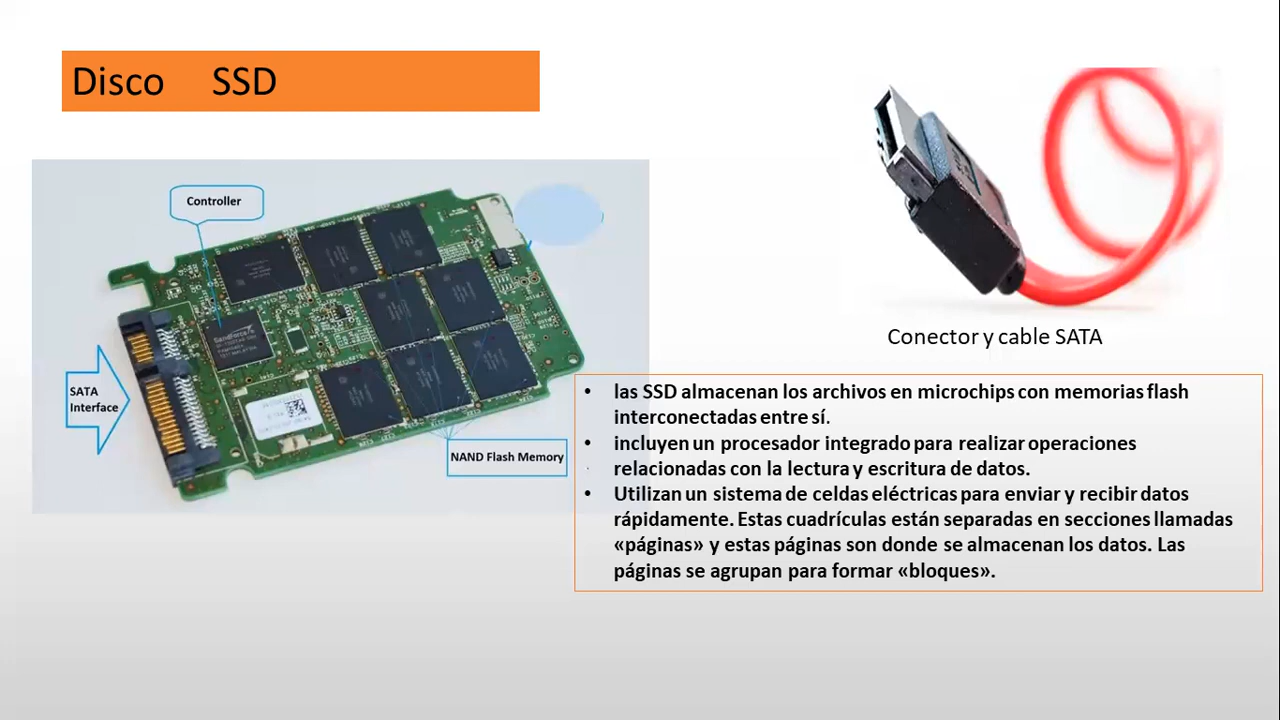 Disco SSD
Controller
SATA
Interface
NAND Flash Memory
Conector y cable SATA
• las SSD almacenan los archivos en microchips con memorias flash
interconectadas entre sí.
• incluyen un procesador integrado para realizar operaciones
relacionadas con la lectura y escritura de datos.
• Utilizan un sistema de celdas eléctricas para enviar y recibir datos
rápidamente. Estas cuadrículas están separadas en secciones llamadas
«páginas» y estas páginas son donde se almacenan los datos. Las
páginas se agrupan para formar «bloques».